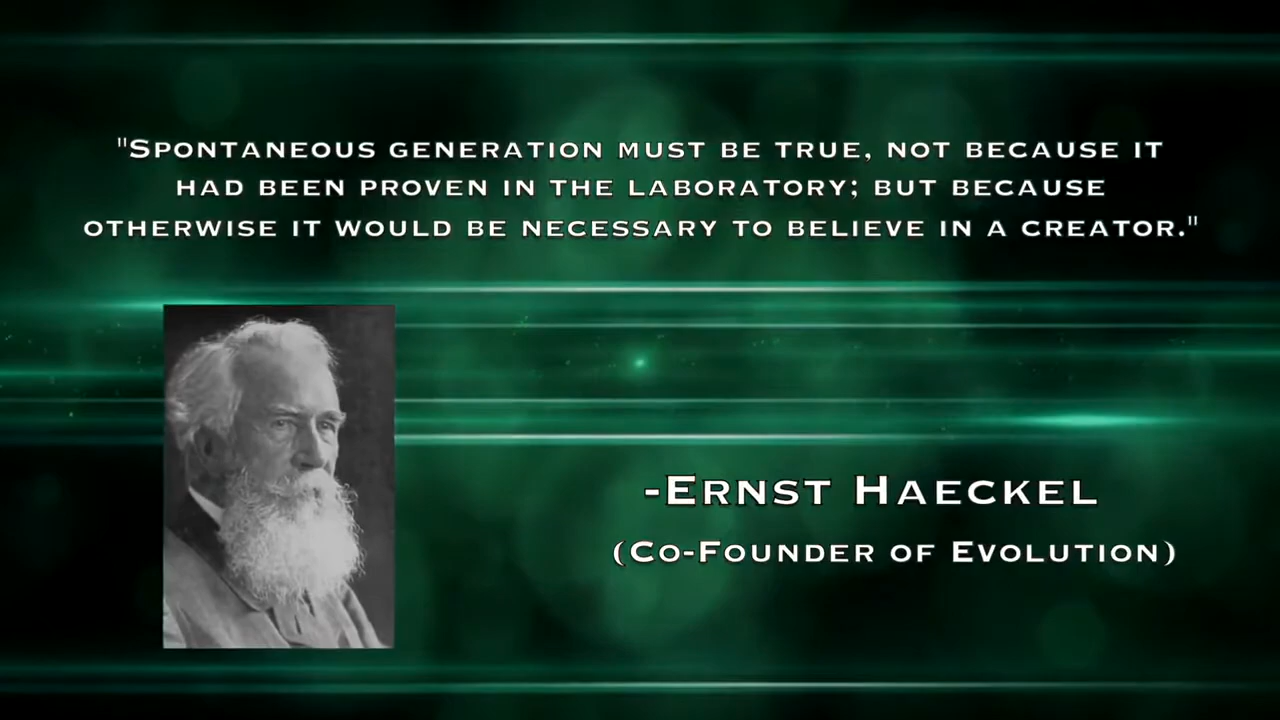 "Spontaneous generation must be true, not because it
had been proven in the laboratory; but because
otherwise it would be necessary to believe in a creator."
-Ernst Haeckel
(Co-Founder of Evolution)